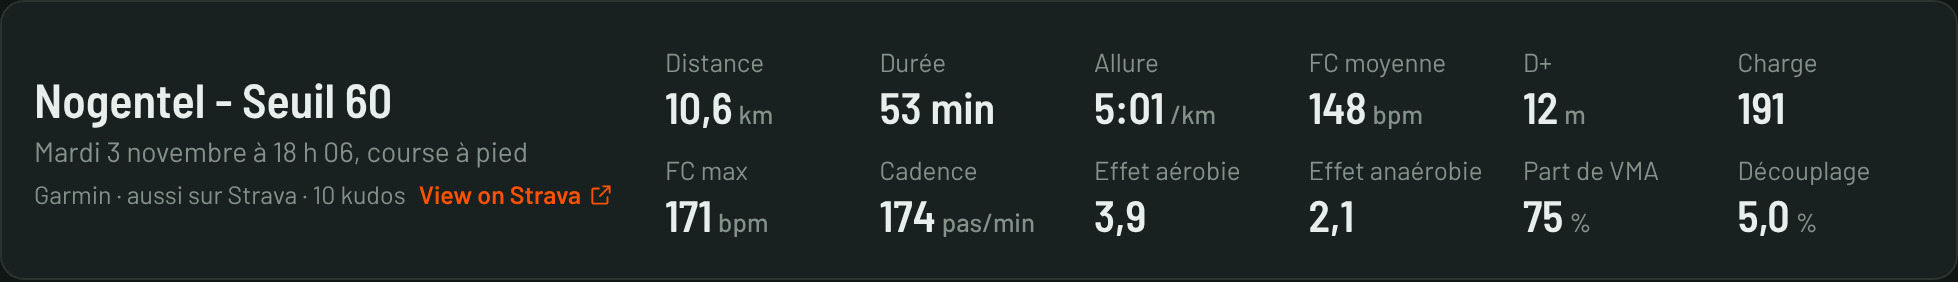 Nogentel - Seuil 60
Mardi 3 novembre à 18 h 06, course à pied
Garmin · aussi sur Strava · 10 kudos View on Strava
Distance
10,6 km
Durée
53 min
Allure
5:01 /km
FC moyenne
148 bpm
D+
12 m
Charge
191
FC max
171 bpm
Cadence
174 pas/min
Effet aérobie
3,9
Effet anaérobie
2,1
Part de VMA
75 %
Découplage
5,0 %